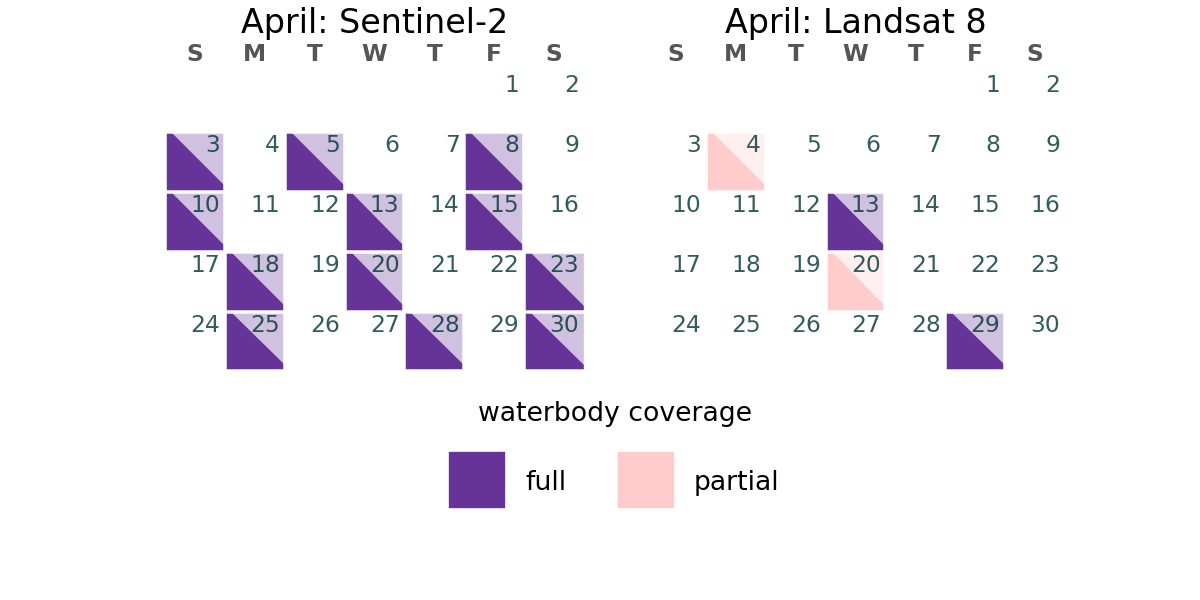 April: Sentinel-2
S M T W T F S
1 2
3 4 5 6 7 8 9
10 11 12 13 14 15 16
17 18 19 20 21 22 23
24 25 26 27 28 29 30
April: Landsat 8
S M T W T F S
1 2
3 4 5 6 7 8 9
10 11 12 13 14 15 16
17 18 19 20 21 22 23
24 25 26 27 28 29 30
waterbody coverage
full
partial